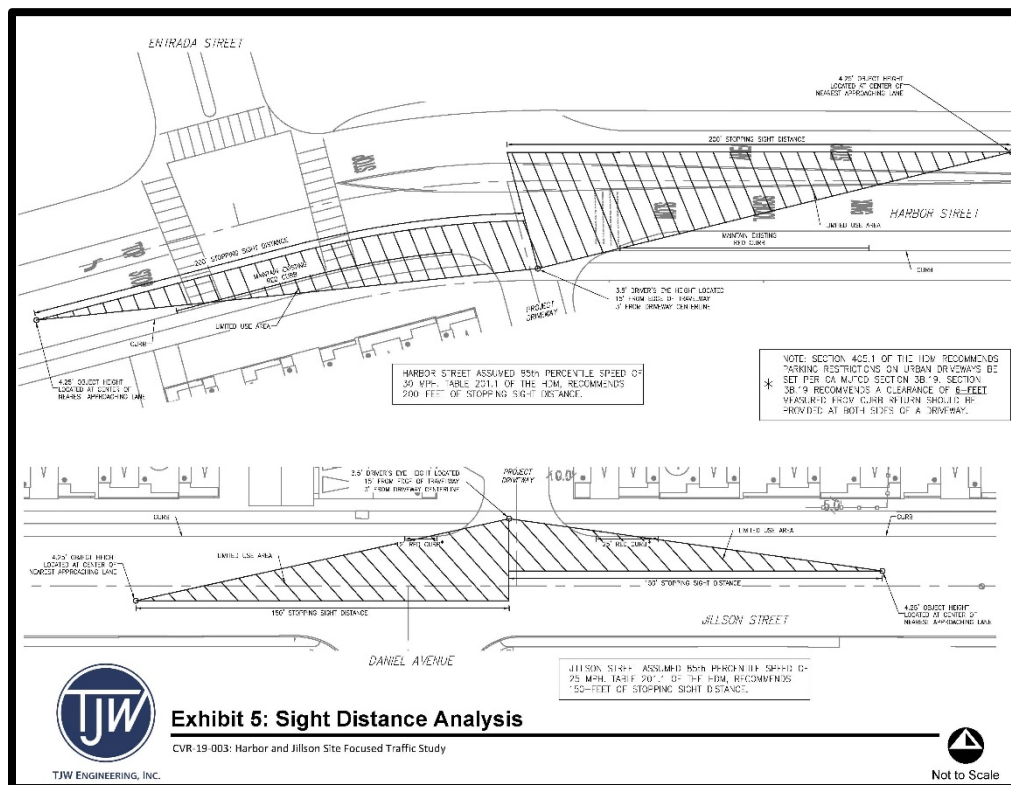 ENTRADA STREET
4.25' OBJECT HEIGHT
LOCATED AT CENTER OF
NEAREST APPROACHING LANE
200' STOPPING SIGHT DISTANCE
STOP
HARBOR STREET
SLOW
SCHOOL
XING
LIMITED USE AREA
MAINTAIN EXISTING
RED CURB
CURB
200' STOPPING SIGHT DISTANCE
STOP
MAINTAIN EXISTING
RED CURB
LIMITED USE AREA
CURB
3.5' DRIVER'S EYE HEIGHT LOCATED
15' FROM EDGE OF TRAVELWAY
3' FROM DRIVEWAY CENTERLINE
PROJECT
DRIVEWAY
4.25' OBJECT HEIGHT
LOCATED AT CENTER OF
NEAREST APPROACHING LANE
HARBOR STREET ASSUMED 85th PERCENTILE SPEED OF
30 MPH. TABLE 201.1 OF THE HDM, RECOMMENDS
200 FEET OF STOPPING SIGHT DISTANCE.
NOTE: SECTION 405.1 OF THE HDM RECOMMENDS
PARKING RESTRICTIONS ON URBAN DRIVEWAYS BE
SET PER CA MUTCD SECTION 3B.19. SECTION
* 3B.19 RECOMMENDS A CLEARANCE OF 6-FEET
MEASURED FROM CURB RETURN SHOULD BE
PROVIDED AT BOTH SIDES OF A DRIVEWAY.
3.5' DRIVER'S EYE HEIGHT LOCATED
15' FROM EDGE OF TRAVELWAY
3' FROM DRIVEWAY CENTERLINE
PROJECT
DRIVEWAY
10.0'
5.0'
CURB
CURB
RED CURB*
25' RED CURB*
LIMITED USE AREA
LIMITED USE AREA
4.25' OBJECT HEIGHT
LOCATED AT CENTER OF
NEAREST APPROACHING LANE
150' STOPPING SIGHT DISTANCE
150' STOPPING SIGHT DISTANCE
4.25' OBJECT HEIGHT
LOCATED AT CENTER OF
NEAREST APPROACHING LANE
JILLSON STREET
DANIEL AVENUE
JILLSON STREET ASSUMED 85th PERCENTILE SPEED OF
25 MPH. TABLE 201.1 OF THE HDM, RECOMMENDS
150-FEET OF STOPPING SIGHT DISTANCE.
TJW
TJW ENGINEERING, INC.
Exhibit 5: Sight Distance Analysis
CVR-19-003: Harbor and Jillson Site Focused Traffic Study
Not to Scale